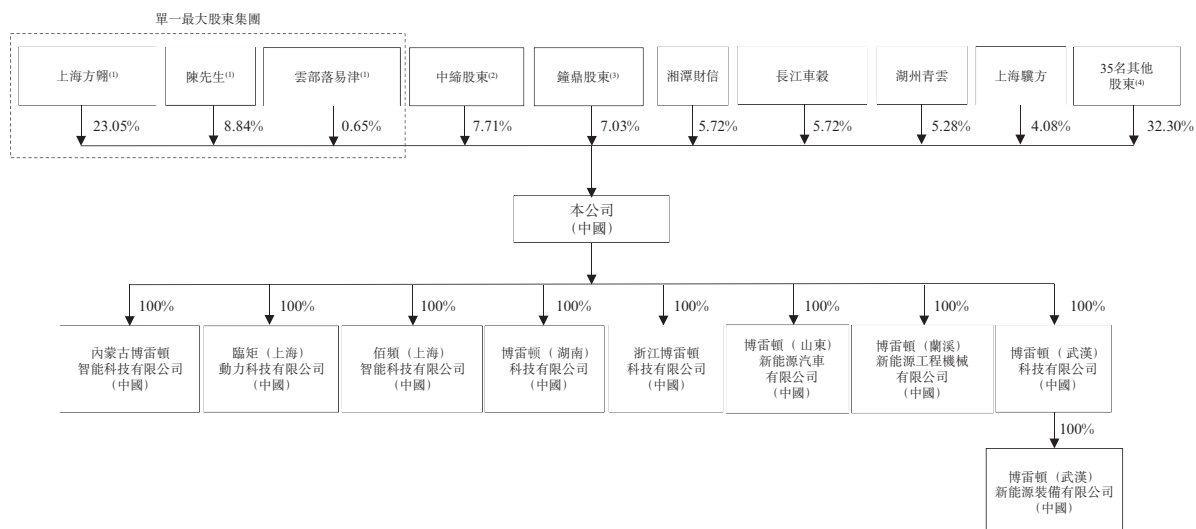 單一最大股東集團
上海方翺(1)
陳先生(1)
雲部落易津(1)
中締股東(2)
鐘鼎股東(3)
湘潭財信
長江車穀
湖州青雲
上海驥方
35名其他
股東(4)
23.05%
8.84%
0.65%
7.71%
7.03%
5.72%
5.72%
5.28%
4.08%
32.30%
本公司
(中國)
100%
100%
100%
100%
100%
100%
100%
100%
內蒙古博雷頓
智能科技有限公司
(中國)
臨矩(上海)
動力科技有限公司
(中國)
佰頻(上海)
智能科技有限公司
(中國)
博雷頓(湖南)
科技有限公司
(中國)
浙江博雷頓
科技有限公司
(中國)
博雷頓(山東)
新能源汽車
有限公司
(中國)
博雷頓(蘭溪)
新能源工程機械
有限公司
(中國)
博雷頓(武漢)
科技有限公司
(中國)
100%
博雷頓(武漢)
新能源裝備有限公司
(中國)